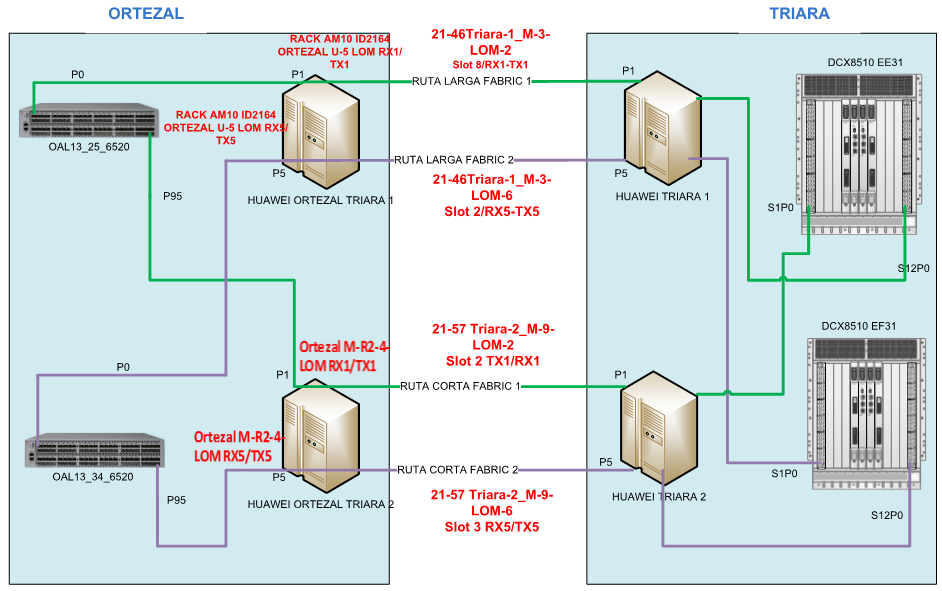 ORTEZAL
TRIARA
RACK AM10 ID2164
ORTEZAL U-5 LOM RX1/
TX1
21-46Triara-1_M-3-
LOM-2
Slot 8/RX1-TX1
P0
P1
RUTA LARGA FABRIC 1
P1
DCX8510 EE31
RACK AM10 ID2164
ORTEZAL U-5 LOM RX5/
TX5
OAL13_25_6520
RUTA LARGA FABRIC 2
P5
P5
21-46Triara-1_M-3-
LOM-6
Slot 2/RX5-TX5
P95
HUAWEI ORTEZAL TRIARA 1
HUAWEI TRIARA 1
S1P0
S12P0
21-57 Triara-2_M-9-
LOM-2
Slot 2 TX1/RX1
DCX8510 EF31
Ortezal M-R2-4-
LOM RX1/TX1
P0
P1
RUTA CORTA FABRIC 1
P1
Ortezal M-R2-4-
LOM RX5/TX5
OAL13_34_6520
P5
RUTA CORTA FABRIC 2
P5
S1P0
P95
HUAWEI ORTEZAL TRIARA 2
21-57 Triara-2_M-9-
LOM-6
Slot 3 RX5/TX5
HUAWEI TRIARA 2
S12P0